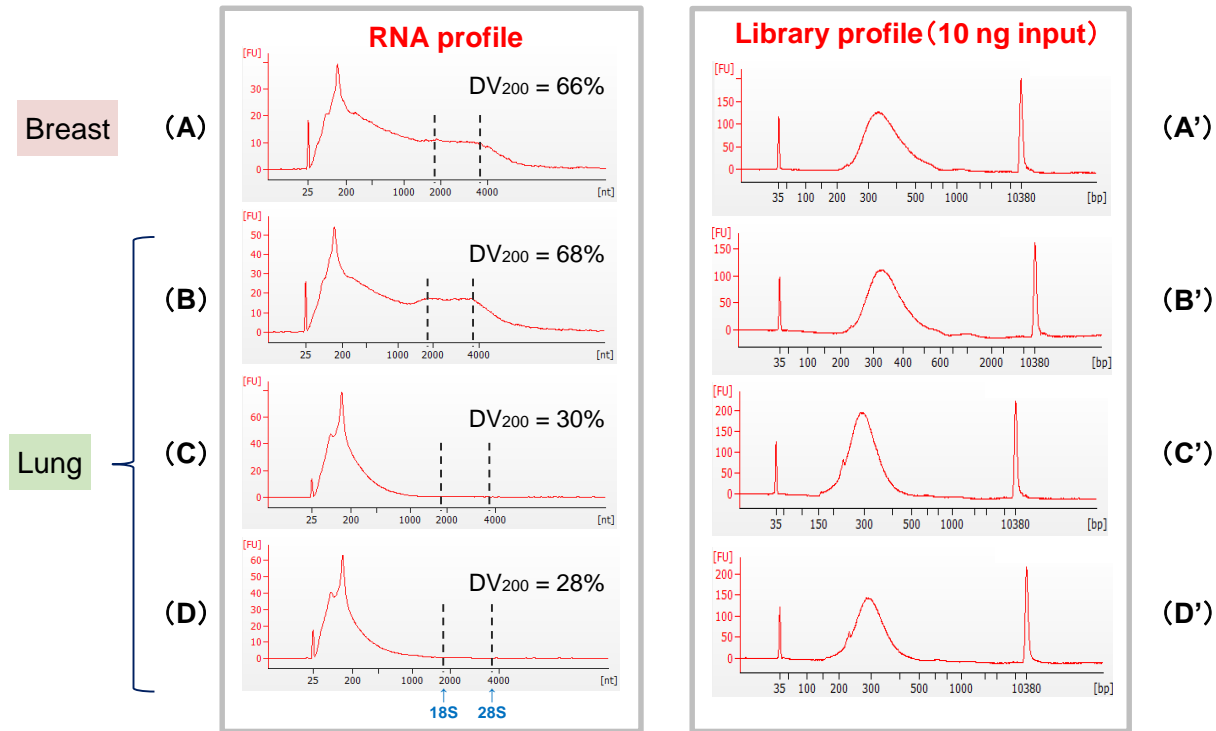 RNA profile
Library profile（10 ng input）
Breast
Lung
（A）
[FU]
30
20
10
0
DV200 = 66%
25 200 1000 2000 4000 [nt]
[FU]
150
100
50
0
35 100 200 300 500 1000 10380 [bp]
（A’）
（B）
[FU]
50
40
30
20
10
0
DV200 = 68%
25 200 1000 2000 4000 [nt]
[FU]
150
100
50
0
35 100 200 300 400 600 2000 10380 [bp]
（B’）
（C）
[FU]
60
40
20
0
DV200 = 30%
25 200 1000 2000 4000 [nt]
[FU]
200
150
100
50
0
35 150 300 500 1000 10380 [bp]
（C’）
（D）
[FU]
60
50
40
30
20
10
0
DV200 = 28%
25 200 1000 2000 4000 [nt]
↑ ↑
18S 28S
[FU]
200
150
100
50
0
35 100 200 300 500 1000 10380 [bp]
（D’）